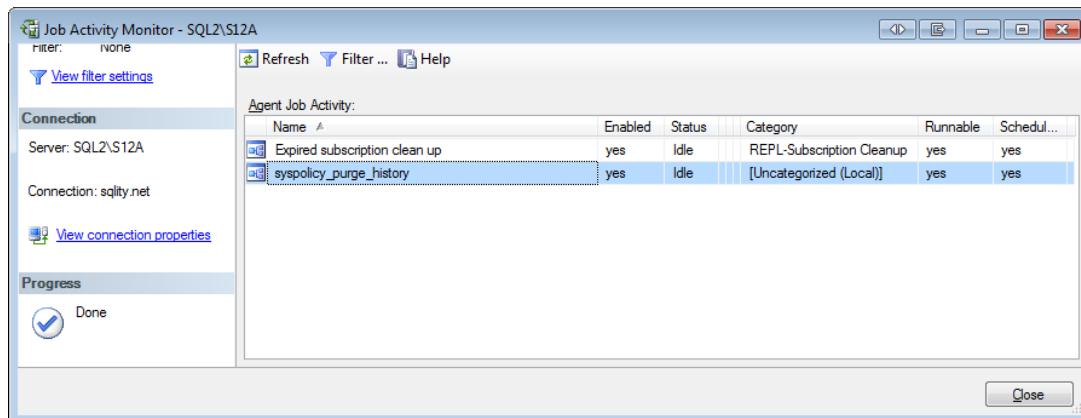 Job Activity Monitor - SQL2\S12A
Filter: None
View filter settings
Connection
Server: SQL2\S12A
Connection: sqlity.net
View connection properties
Progress
Done
Refresh Filter ... Help
Agent Job Activity:
Name Enabled Status Category Runnable Schedul...
Expired subscription clean up yes Idle REPL-Subscription Cleanup yes yes
syspolicy_purge_history yes Idle [Uncategorized (Local)] yes yes
Close